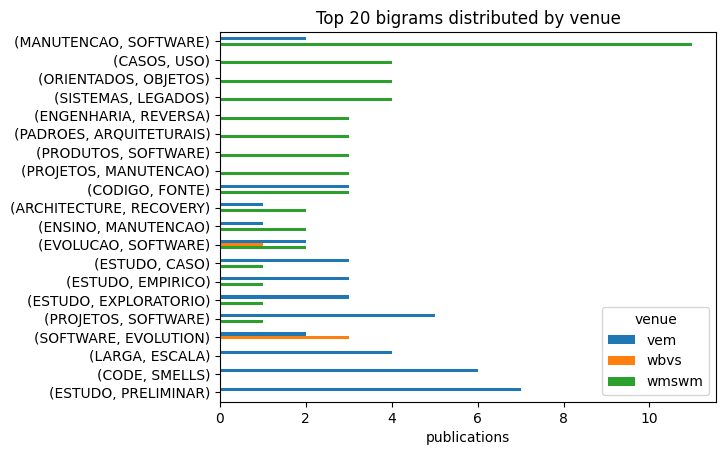 Top 20 bigrams distributed by venue
(MANUTENCAO, SOFTWARE)
(CASOS, USO)
(ORIENTADOS, OBJETOS)
(SISTEMAS, LEGADOS)
(ENGENHARIA, REVERSA)
(PADROES, ARQUITETURAIS)
(PRODUTOS, SOFTWARE)
(PROJETOS, MANUTENCAO)
(CODIGO, FONTE)
(ARCHITECTURE, RECOVERY)
(ENSINO, MANUTENCAO)
(EVOLUCAO, SOFTWARE)
(ESTUDO, CASO)
(ESTUDO, EMPIRICO)
(ESTUDO, EXPLORATORIO)
(PROJETOS, SOFTWARE)
(SOFTWARE, EVOLUTION)
(LARGA, ESCALA)
(CODE, SMELLS)
(ESTUDO, PRELIMINAR)
venue
vem
wbvs
wmswm
0 2 4 6 8 10
publications